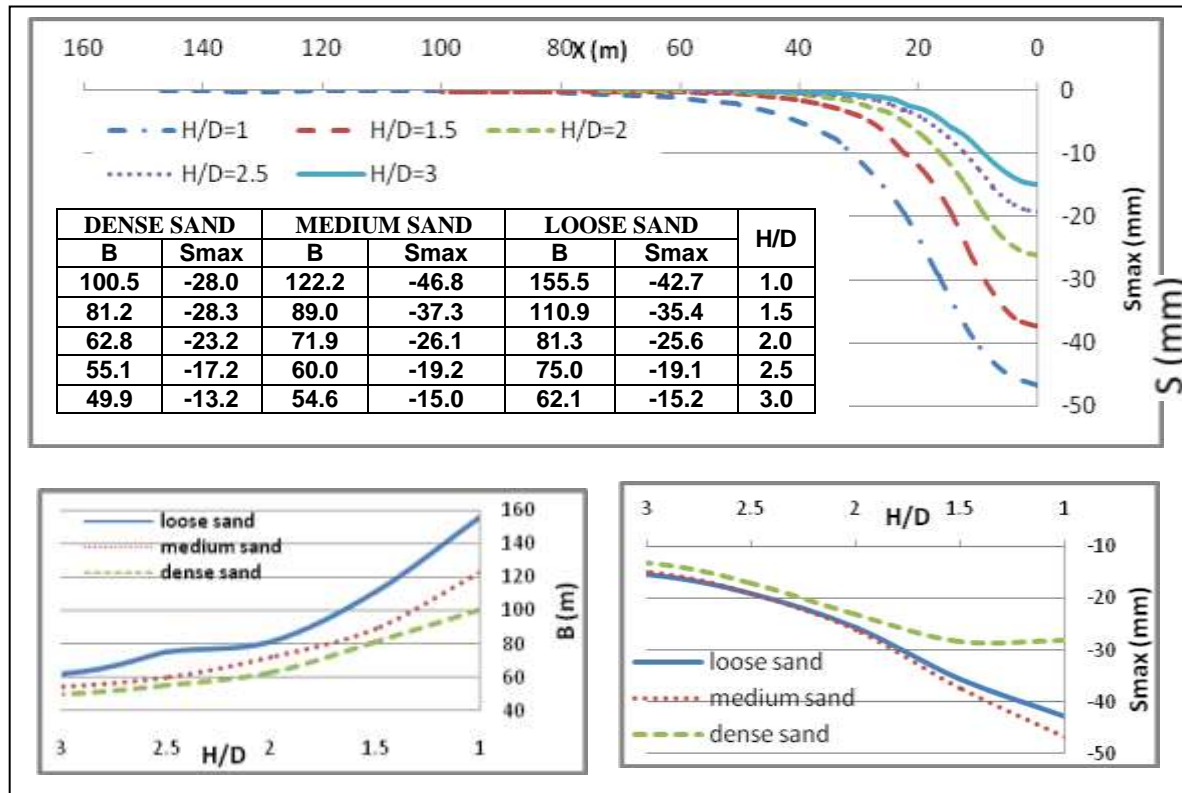 160 140 120 100 80 60 40 20 0
X (m)
0
-10
-20
-30
-40
-50
Smax (mm)
S (mm)
H/D=1 H/D=1.5 H/D=2
H/D=2.5 H/D=3
DENSE SAND MEDIUM SAND LOOSE SAND H/D
B Smax B Smax B Smax
100.5 -28.0 122.2 -46.8 155.5 -42.7 1.0
81.2 -28.3 89.0 -37.3 110.9 -35.4 1.5
62.8 -23.2 71.9 -26.1 81.3 -25.6 2.0
55.1 -17.2 60.0 -19.2 75.0 -19.1 2.5
49.9 -13.2 54.6 -15.0 62.1 -15.2 3.0
loose sand
medium sand
dense sand
160
140
120
100
80
60
40
B (m)
3 2.5 2 1.5 1
H/D
3 2.5 2 1.5 1
H/D
-10
-20
-30
-40
-50
Smax (mm)
loose sand
medium sand
dense sand